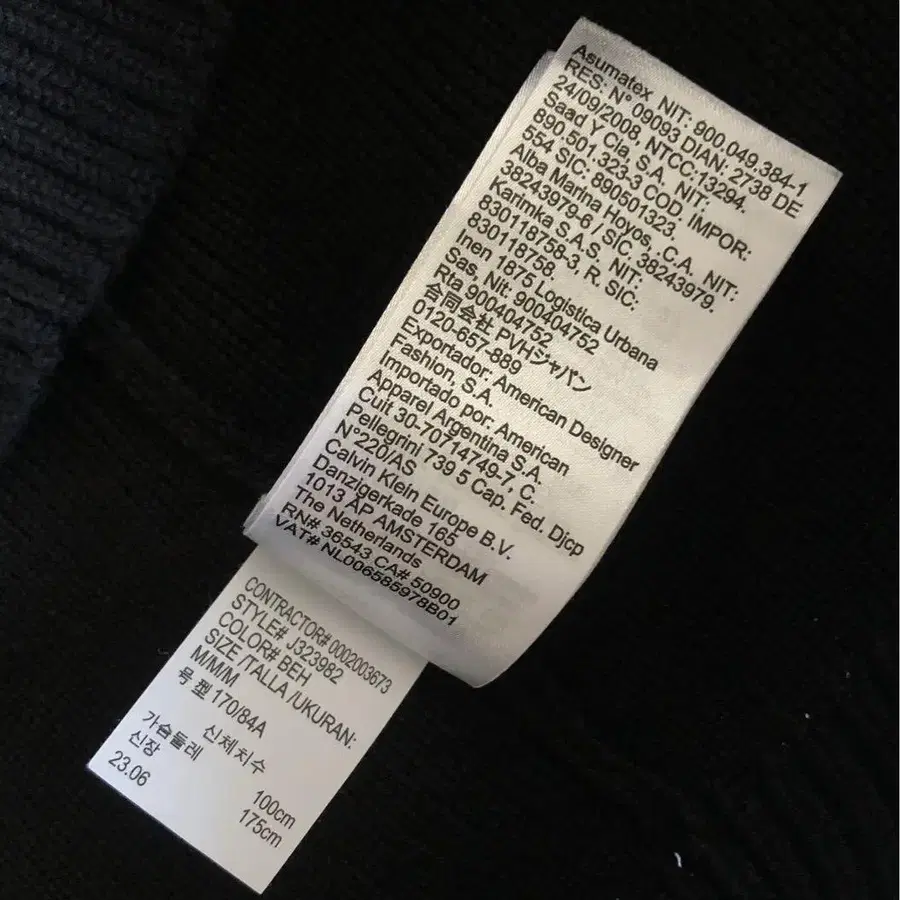 Asumatex NIT: 900.049.384-1
RES: N° 09093 DIAN: 2738 DE
24/09/2008, NTCC:13294.
Saad Y Cia, S.A, NIT.
890.501.323-3 COD. IMPOR:
554 SIC: 890501323.
Alba Marina Hoyos, .C.A. NIT:
38243979-6 / SIC, 38243979.
Karimka S.A.S, NIT:
830118758-3, R. SIC:
830118758.
Inen 1875 Logistica Urbana
Sas, Nit: 900404752
Rta 900404752
合同会社 PVHジャパン
0120-657-889
Exportador: American Designer
Fashion, S.A.
Importado por: American
Apparel Argentina S.A.
Cuit 30-70714749-7, C.
Pellegrini 739 5 Cap. Fed. Djcp
N°220/AS
Calvin Klein Europe B.V.
Danzigerkade 165
1013 AP AMSTERDAM
The Netherlands
RN# 36543 CA# 50900
VAT# NL006585978B01
CONTRACTOR# 0002003673
STYLE# J323982
COLOR# BEH
SIZE /TALLA /UKURAN:
M/M/M
号 型 170/84A
신체치수
가슴둘레 100cm
신장 175cm
23.06